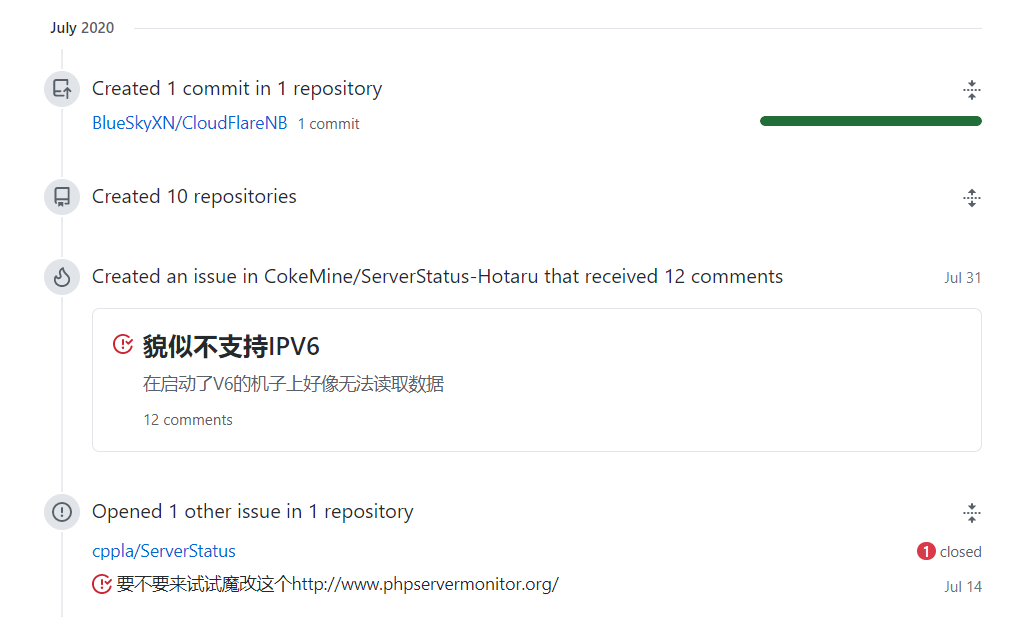 July 2020
Created 1 commit in 1 repository
BlueSkyXN/CloudFlareNB 1 commit
Created 10 repositories
Created an issue in CokeMine/ServerStatus-Hotaru that received 12 comments Jul 31
貌似不支持IPV6
在启动了V6的机子上好像无法读取数据
12 comments
Opened 1 other issue in 1 repository
cppla/ServerStatus 1 closed
要不要来试试魔改这个http://www.phpservermonitor.org/ Jul 14